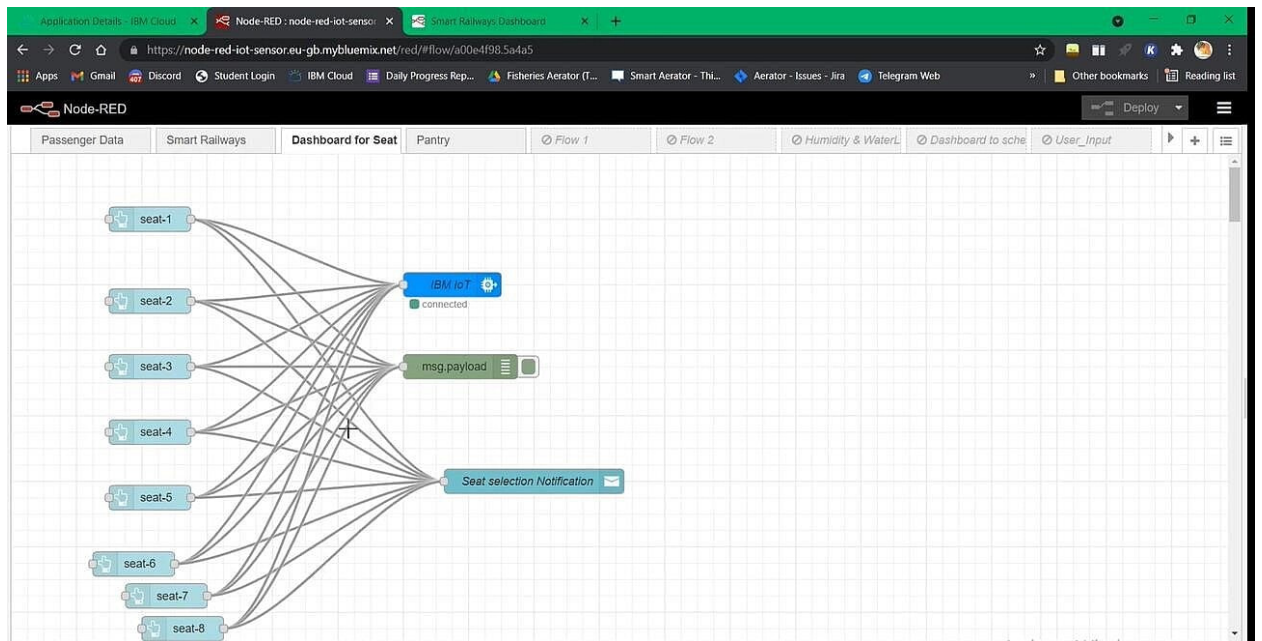 Application Details - IBM Cloud
Node-RED : node-red-iot-sensor
Smart Railways Dashboard
https://node-red-iot-sensor.eu-gb.mybluemix.net/red/#flow/a00e4f98.5a4a5
Apps Gmail Discord Student Login IBM Cloud Daily Progress Rep... Fisheries Aerator (T... Smart Aerator - Thi... Aerator - Issues - Jira Telegram Web » Other bookmarks Reading list
Node-RED
Deploy
Passenger Data Smart Railways Dashboard for Seat Pantry Flow 1 Flow 2 Humidity & WaterL Dashboard to sche User_Input
seat-1
IBM IoT
seat-2
connected
seat-3
msg.payload
seat-4
Seat selection Notification
seat-5
seat-6
seat-7
seat-8